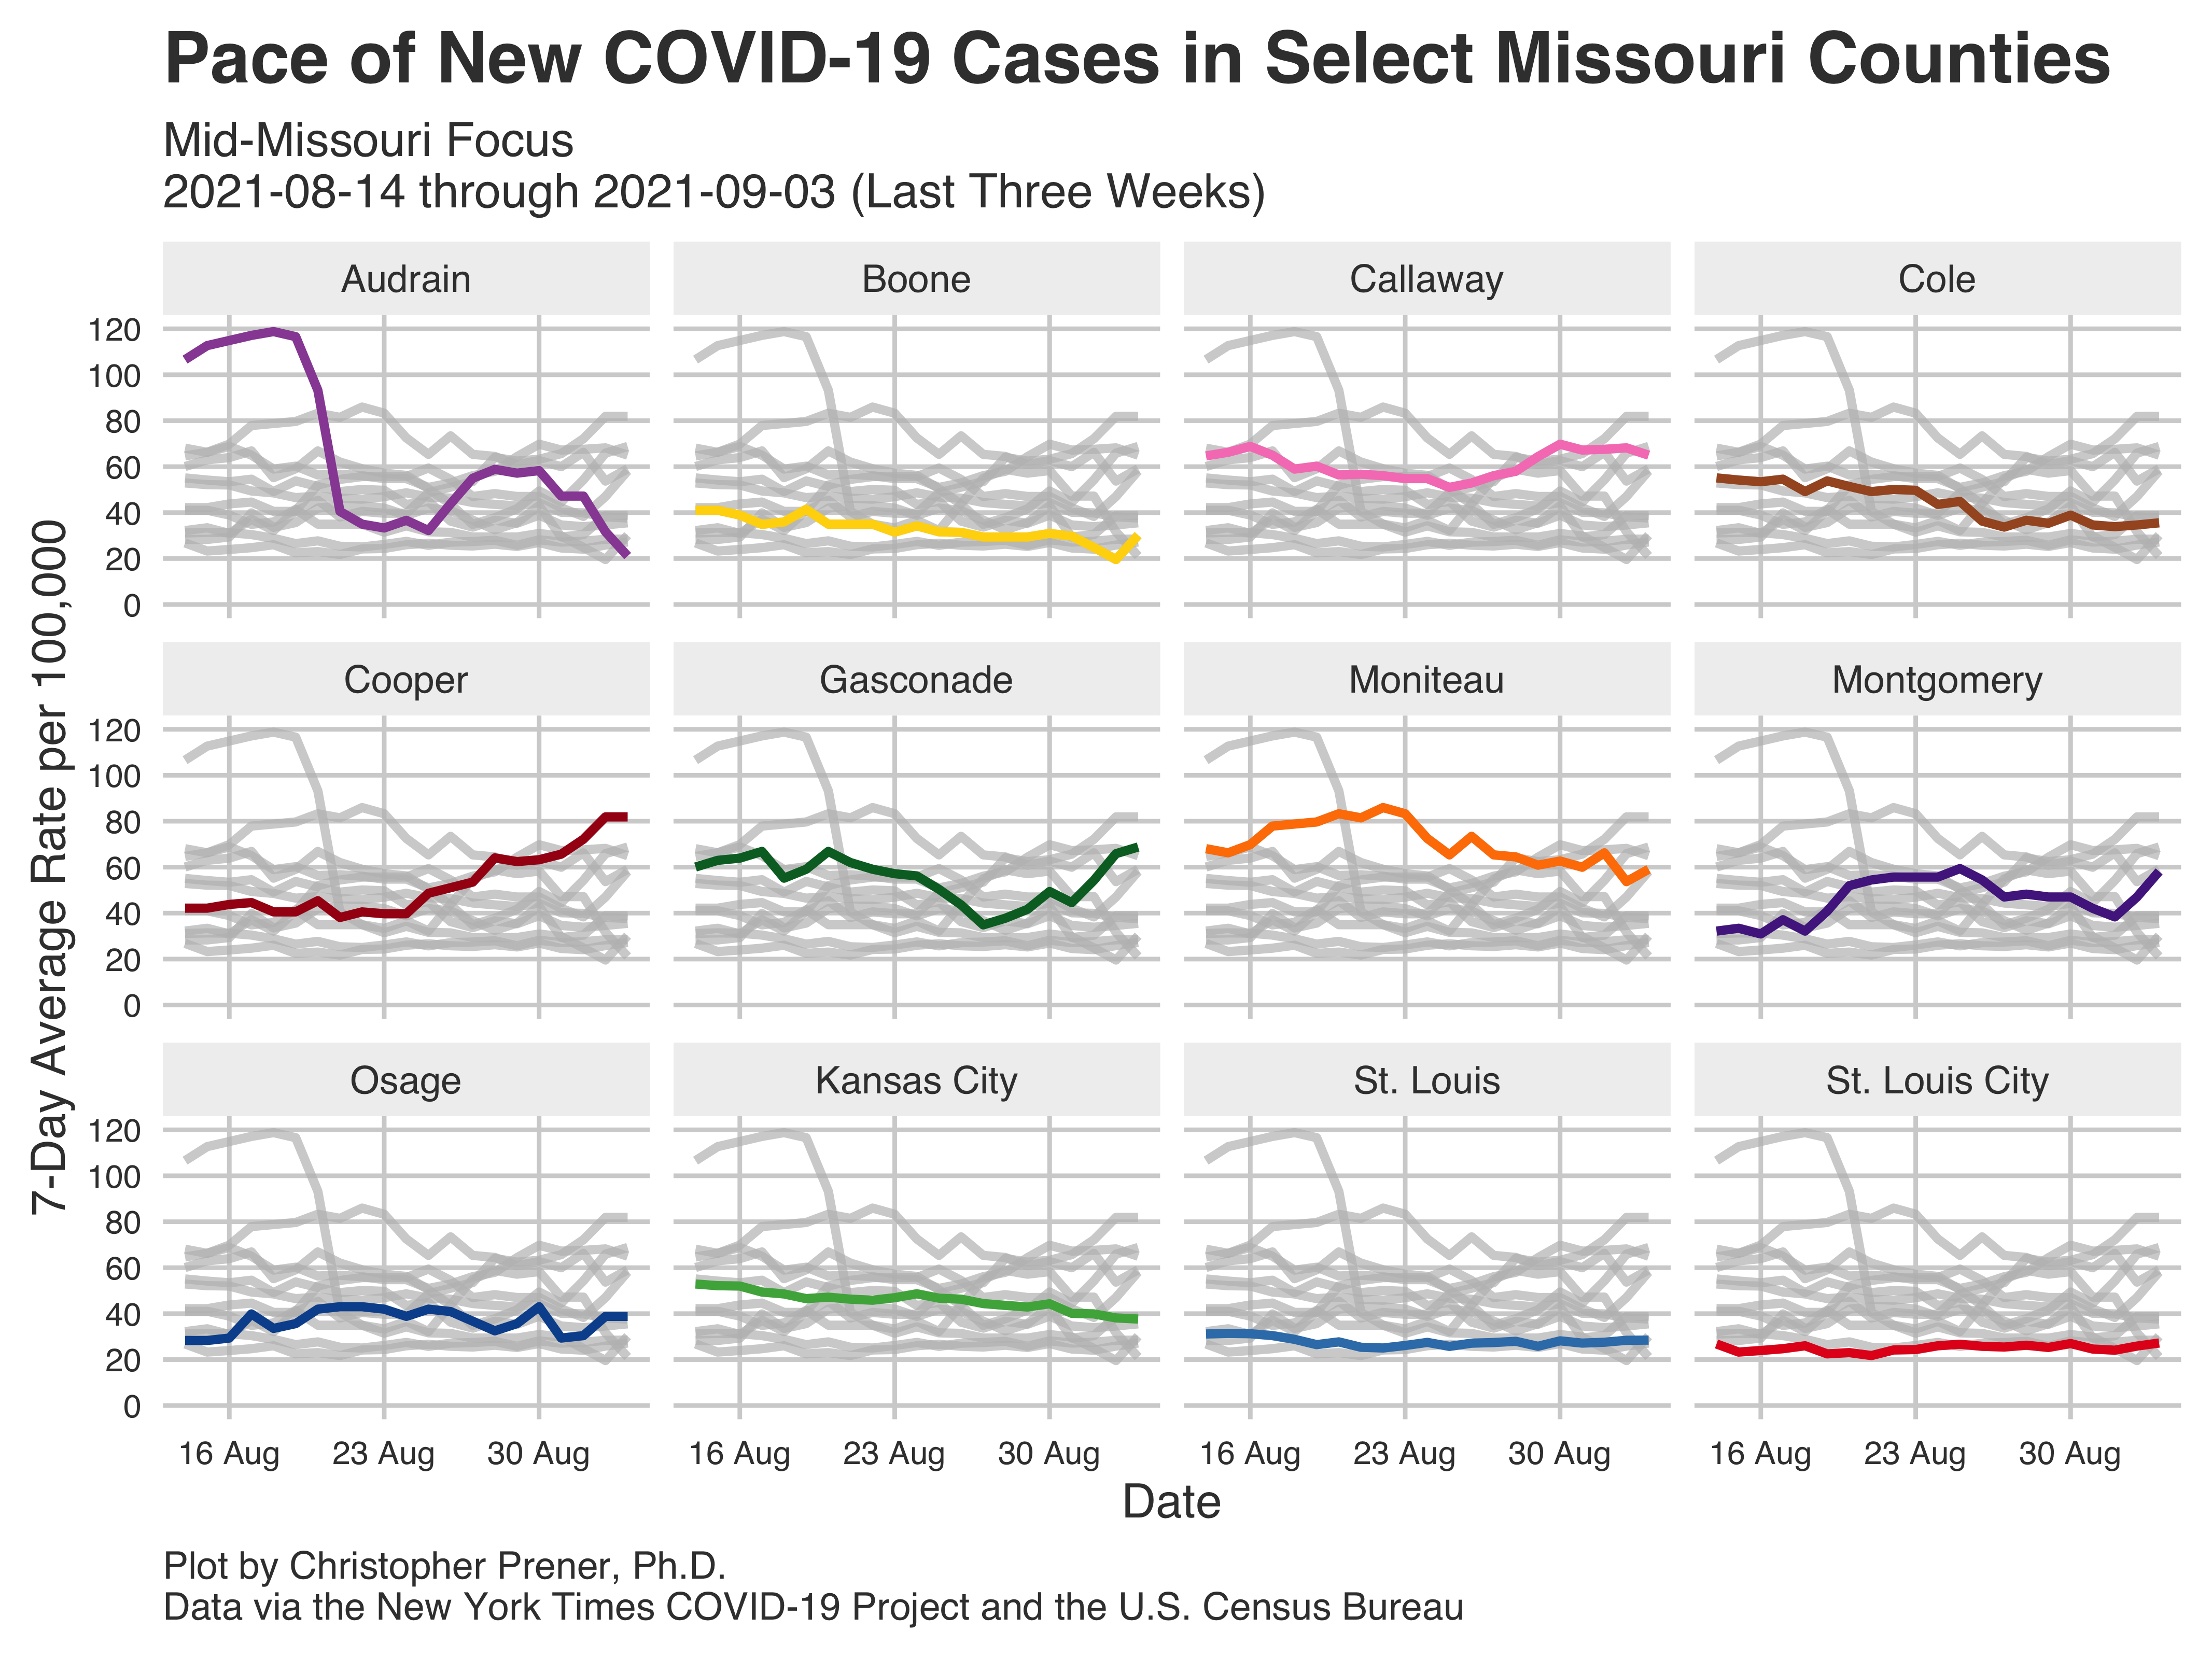 Pace of New COVID-19 Cases in Select Missouri Counties
Mid-Missouri Focus
2021-08-14 through 2021-09-03 (Last Three Weeks)
7-Day Average Rate per 100,000
Audrain
Boone
Callaway
Cole
120
100
80
60
40
20
0
Cooper
Gasconade
Moniteau
Montgomery
120
100
80
60
40
20
0
Osage
Kansas City
St. Louis
St. Louis City
120
100
80
60
40
20
0
16 Aug 23 Aug 30 Aug
16 Aug 23 Aug 30 Aug
16 Aug 23 Aug 30 Aug
16 Aug 23 Aug 30 Aug
Date
Plot by Christopher Prener, Ph.D.
Data via the New York Times COVID-19 Project and the U.S. Census Bureau